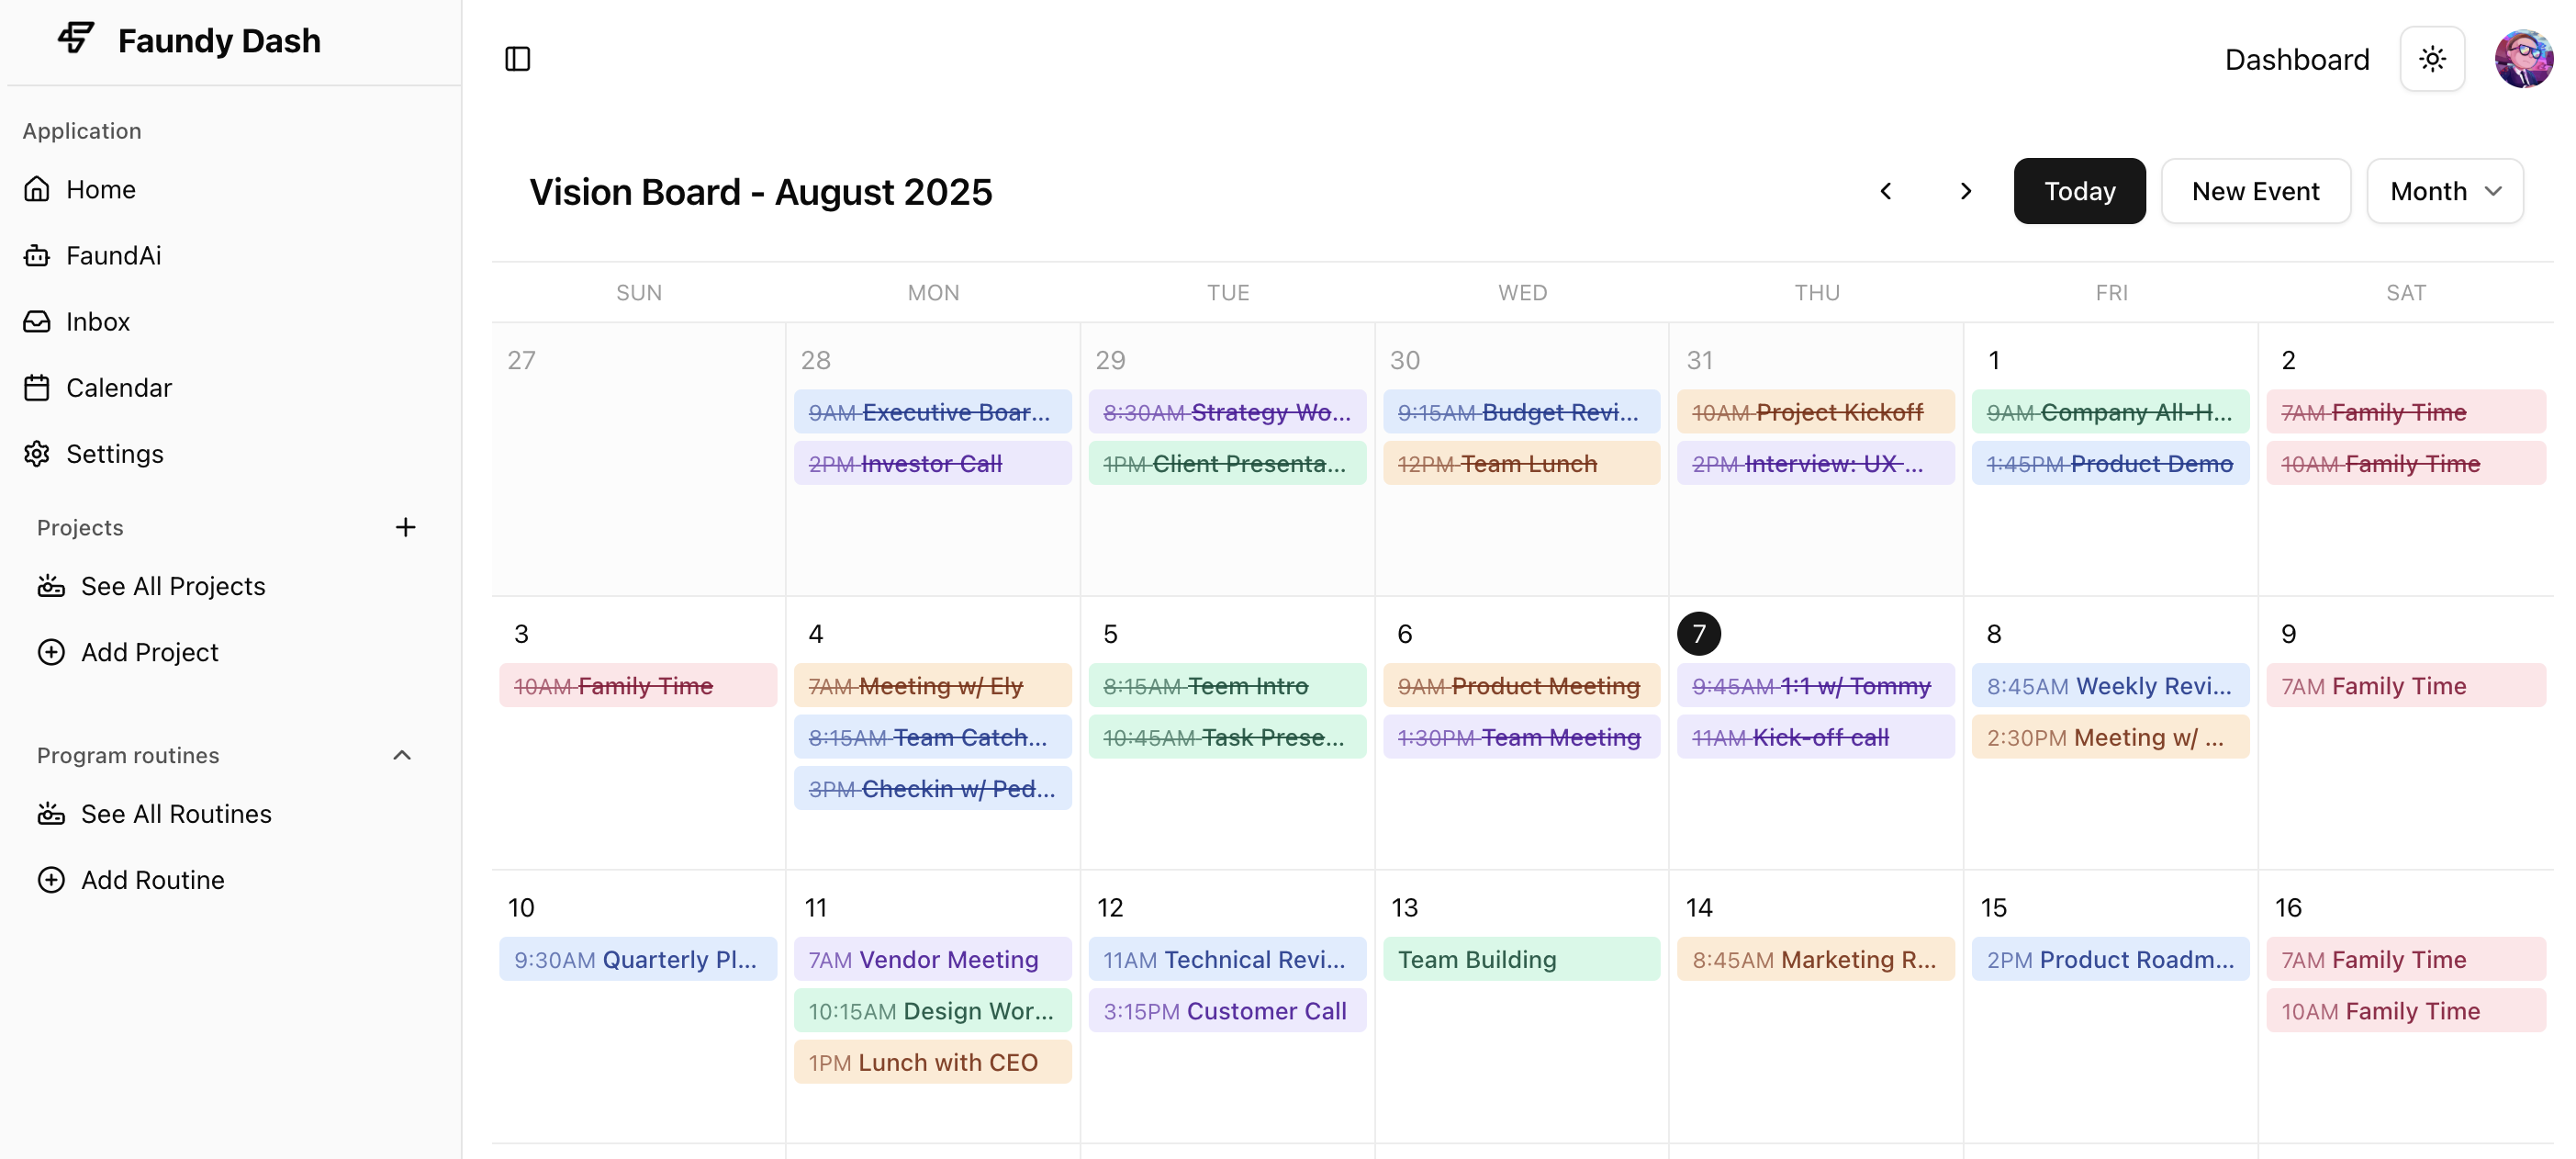 Faundy Dash
Application
Home
FaundAi
Inbox
Calendar
Settings
Projects
See All Projects
Add Project
Program routines
See All Routines
Add Routine
Dashboard
Vision Board - August 2025
Today
New Event
Month
SUN MON TUE WED THU FRI SAT
27
28
9AM Executive Boar...
2PM Investor Call
29
8:30AM Strategy Wo...
1PM Client Presenta...
30
9:15AM Budget Revi...
12PM Team Lunch
31
10AM Project Kickoff
2PM Interview: UX ...
1
9AM Company All-H...
1:45PM Product Demo
2
7AM Family Time
10AM Family Time
3
10AM Family Time
4
7AM Meeting w/ Ely
8:15AM Team Catch...
3PM Checkin w/ Ped...
5
8:15AM Teem Intro
10:45AM Task Prese...
6
9AM Product Meeting
1:30PM Team Meeting
7
9:45AM 1:1 w/ Tommy
11AM Kick-off call
8
8:45AM Weekly Revi...
2:30PM Meeting w/ ...
9
7AM Family Time
10
9:30AM Quarterly Pl...
11
7AM Vendor Meeting
10:15AM Design Wor...
1PM Lunch with CEO
12
11AM Technical Revi...
3:15PM Customer Call
13
Team Building
14
8:45AM Marketing R...
15
2PM Product Roadm...
16
7AM Family Time
10AM Family Time